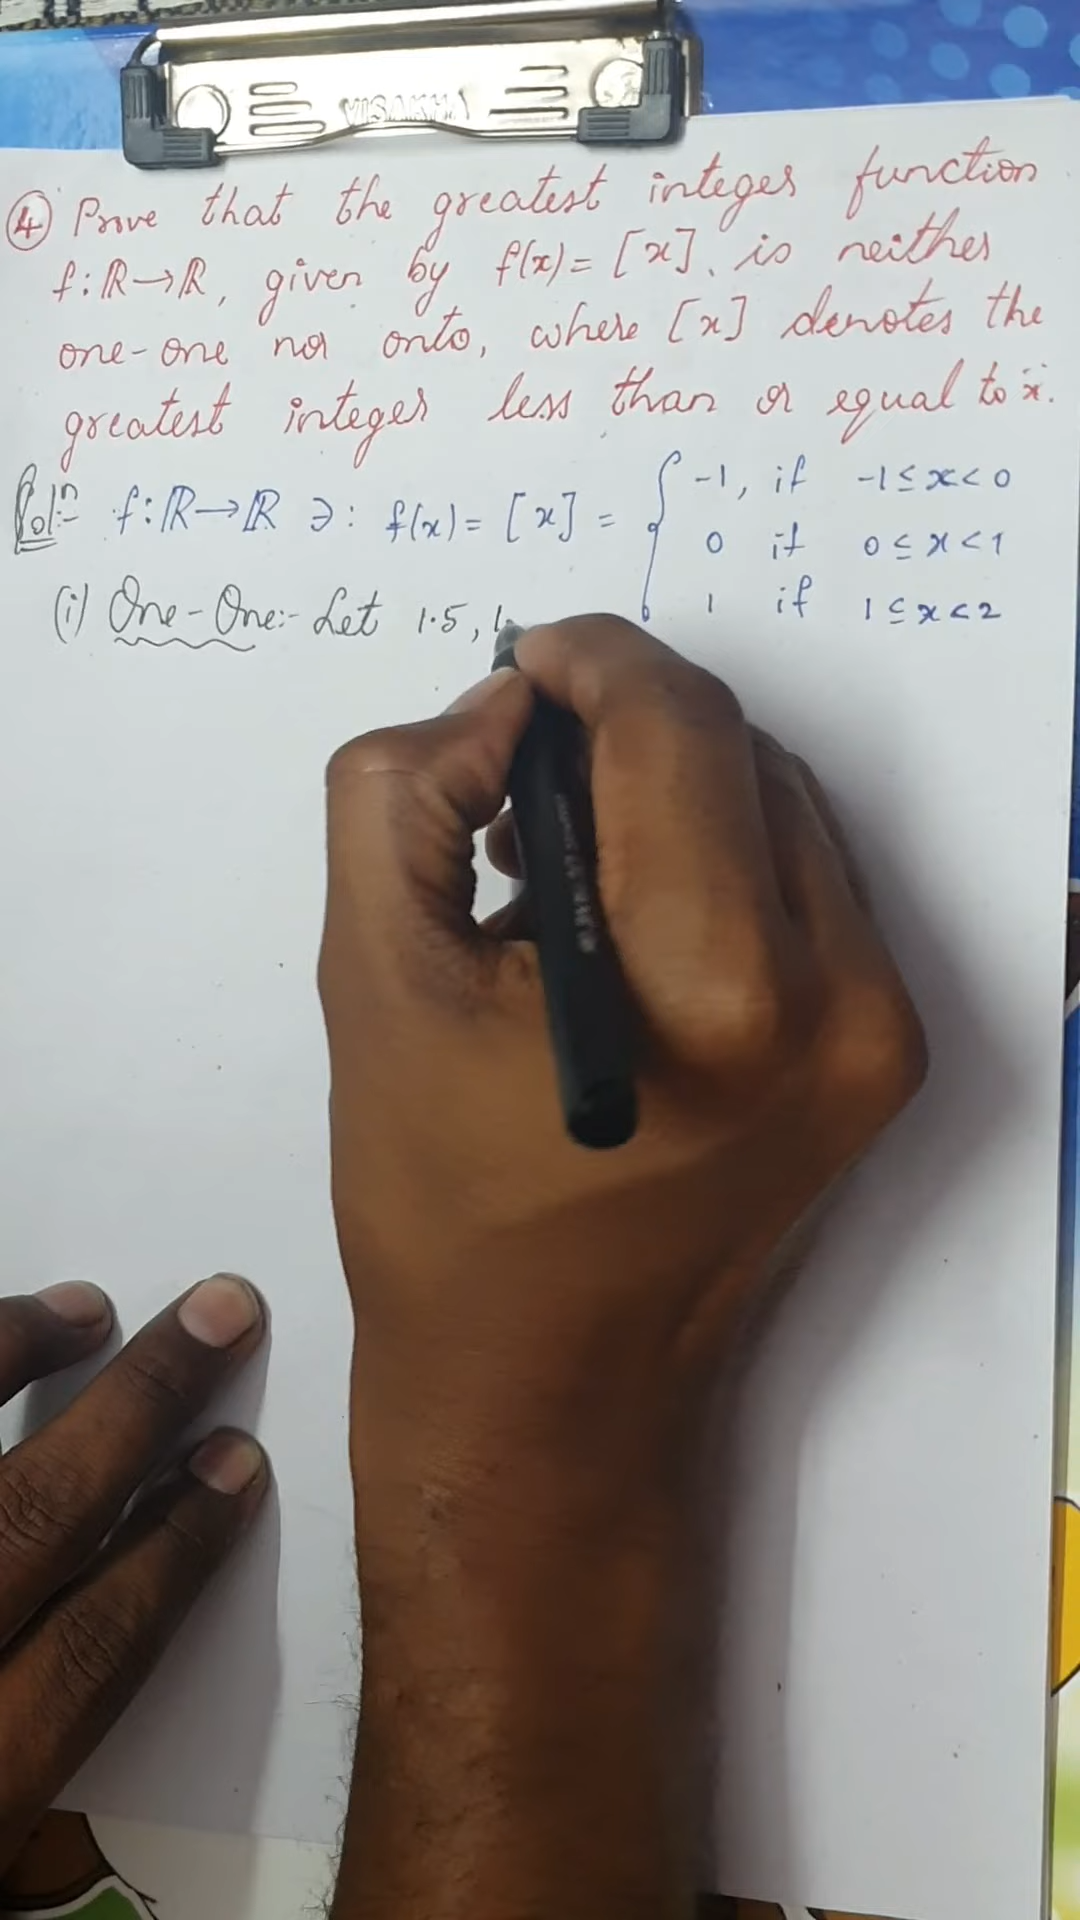 VISAKHA
④ Prove that the greatest integer function
f: ℝ→ℝ, given by f(x) = [x], is neither
one-one nor onto, where [x] denotes the
greatest integer less than or equal to x.
Sol:- f: ℝ→ℝ ∋: f(x) = [x] = { -1, if -1 ≤ x < 0
0 if 0 ≤ x < 1
1 if 1 ≤ x < 2
(i) One-One:- Let 1.5, 1.